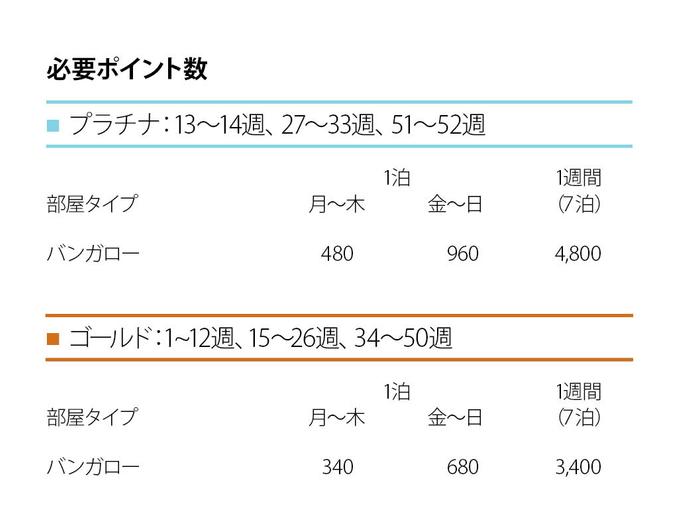 必要ポイント数
プラチナ：13～14週、27～33週、51～52週
1泊 1週間
部屋タイプ 月～木 金～日 （7泊）
バンガロー 480 960 4,800
ゴールド：1~12週、15～26週、34～50週
1泊 1週間
部屋タイプ 月～木 金～日 （7泊）
バンガロー 340 680 3,400